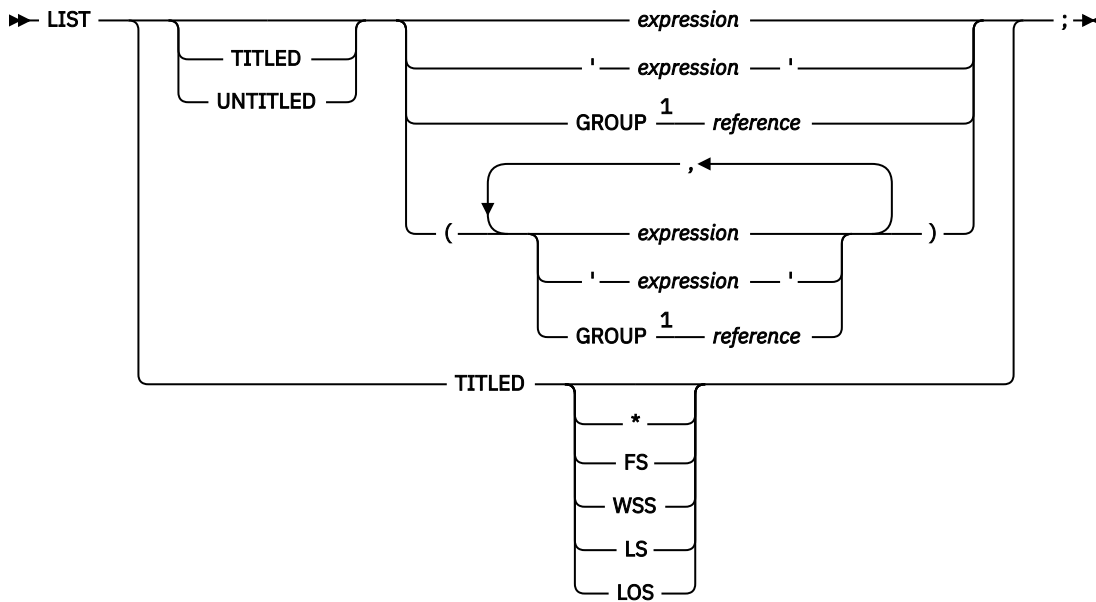 LIST expression ;
TITLED ' expression '
UNTITLED
GROUP 1 reference
,
( expression )
' expression '
GROUP 1 reference
TITLED
*
FS
WSS
LS
LOS